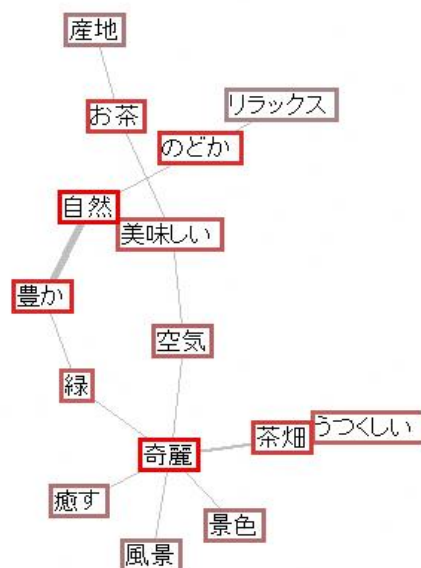 産地
お茶
リラックス
のどか
自然
美味しい
豊か
空気
緑
茶畑
うつくしい
奇麗
癒す
景色
風景